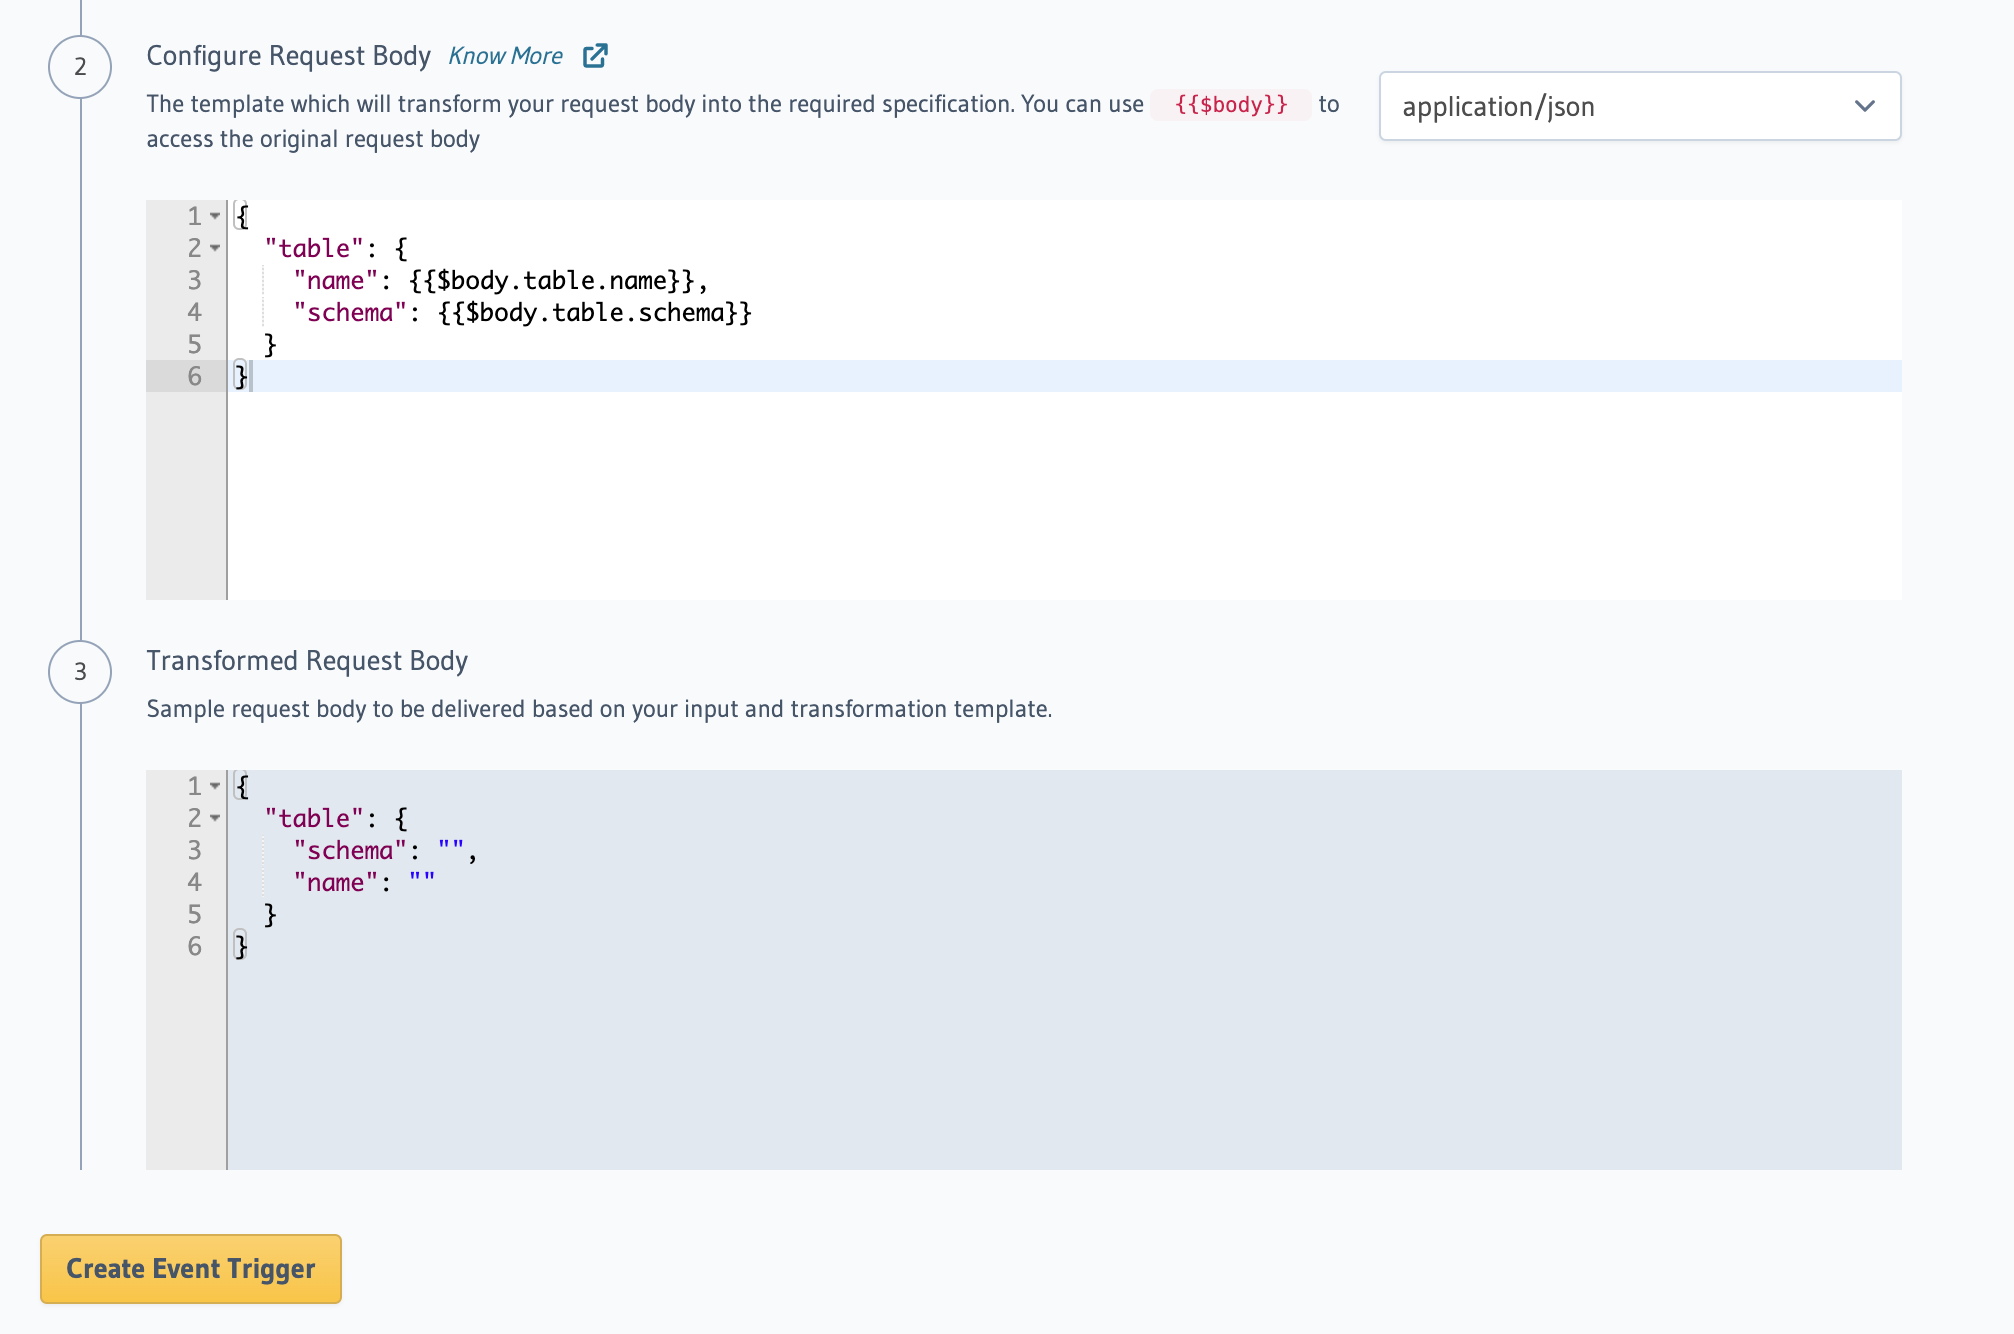 2
Configure Request Body Know More
The template which will transform your request body into the required specification. You can use {{$body}} to
access the original request body
application/json
1 {
2 "table": {
3 "name": {{$body.table.name}},
4 "schema": {{$body.table.schema}}
5 }
6 }
3
Transformed Request Body
Sample request body to be delivered based on your input and transformation template.
1 {
2 "table": {
3 "schema": "",
4 "name": ""
5 }
6 }
Create Event Trigger